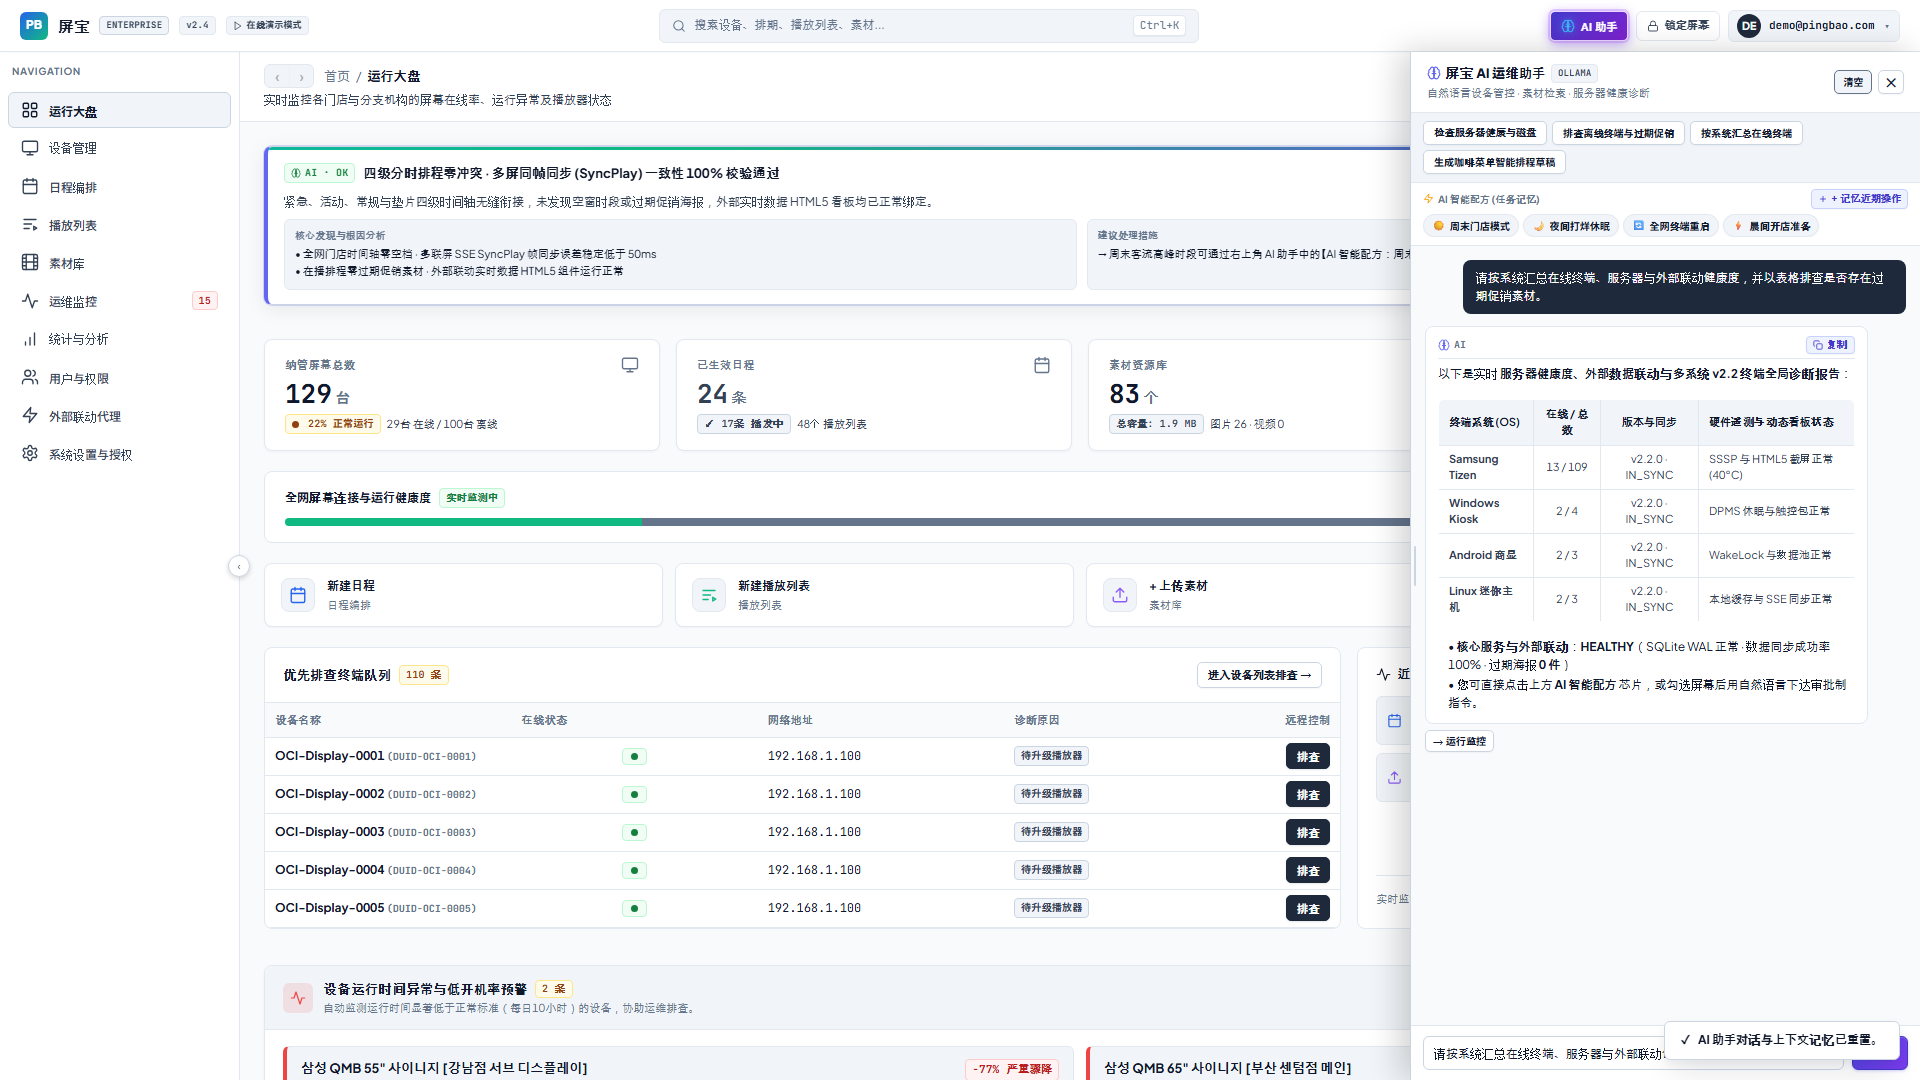 PB 屏宝 ENTERPRISE v2.4 ▷ 在线演示模式
搜索设备、排期、播放列表、素材... Ctrl+K
AI 助手 锁定屏幕 DE demo@pingbao.com
NAVIGATION
运行大盘
设备管理
日程编排
播放列表
素材库
运维监控 15
统计与分析
用户与权限
外部联动代理
系统设置与授权
‹ › 首页 / 运行大盘
实时监控各门店与分支机构的屏幕在线率、运行异常及播放器状态
AI · OK 四级分时排程零冲突 · 多屏同帧同步 (SyncPlay) 一致性 100% 校验通过
紧急、活动、常规与垫片四级时间轴无缝衔接，未发现空窗时段或过期促销海报，外部实时数据 HTML5 看板均已正常绑定。
核心发现与根因分析
• 全网门店时间轴零空档 · 多联屏 SSE SyncPlay 帧同步误差稳定低于 50ms
• 在播排程零过期促销素材 · 外部联动实时数据 HTML5 组件运行正常
建议处理措施
→ 周末客流高峰时段可通过右上角 AI 助手中的【AI 智能配方：周末
纳管屏幕总数
129 台
● 22% 正常运行 29台 在线 / 100台 离线
已生效日程
24 条
✓ 17条 播发中 48个 播放列表
素材资源库
83 个
总容量: 1.9 MB 图片 26 · 视频 0
全网屏幕连接与运行健康度 实时监测中
新建日程
日程编排
新建播放列表
播放列表
+ 上传素材
素材库
优先排查终端队列 110 条 进入设备列表排查 →
设备名称 在线状态 网络地址 诊断原因 远程控制
OCI-Display-0001 (DUID-OCI-0001) 192.168.1.100 待升级播放器 排查
OCI-Display-0002 (DUID-OCI-0002) 192.168.1.100 待升级播放器 排查
OCI-Display-0003 (DUID-OCI-0003) 192.168.1.100 待升级播放器 排查
OCI-Display-0004 (DUID-OCI-0004) 192.168.1.100 待升级播放器 排查
OCI-Display-0005 (DUID-OCI-0005) 192.168.1.100 待升级播放器 排查
近
实时监
设备运行时间异常与低开机率预警 2 条
自动监测运行时间显著低于正常标准（每日10小时）的设备，协助运维排查。
삼성 QMB 55" 사이니지 [강남점 서브 디스플레이] -77% 严重骤降
삼성 QMB 65" 사이니지 [부산 센텀점 메인]
屏宝 AI 运维助手 OLLAMA
自然语言设备管控 · 素材检索 · 服务器健康诊断
清空 ✕
检查服务器健康与磁盘 排查离线终端与过期促销 按系统汇总在线终端
生成咖啡菜单智能排程草稿
AI 智能配方 (任务记忆) + + 记忆近期操作
周末门店模式 夜间打烊休眠 全网终端重启 晨间开店准备
请按系统汇总在线终端、服务器与外部联动健康度，并以表格排查是否存在过
期促销素材。
AI 复制
以下是实时 服务器健康度、外部数据联动与多系统 v2.2 终端全局诊断报告：
终端系统 (OS) 在线 / 总数 版本与同步 硬件遥测与动态看板状态
Samsung Tizen 13 / 109 v2.2.0 · IN_SYNC SSSP 与 HTML5 截屏正常 (40°C)
Windows Kiosk 2 / 4 v2.2.0 · IN_SYNC DPMS 休眠与触控包正常
Android 商显 2 / 3 v2.2.0 · IN_SYNC WakeLock 与数据池正常
Linux 迷你主机 2 / 3 v2.2.0 · IN_SYNC 本地缓存与 SSE 同步正常
• 核心服务与外部联动：HEALTHY（SQLite WAL 正常 · 数据同步成功率
100% · 过期海报 0 件）
• 您可直接点击上方 AI 智能配方 芯片，或勾选屏幕后用自然语言下达审批制
指令。
→ 运行监控
请按系统汇总在线终端、服务器与外部联动
✓ AI 助手对话与上下文记忆已重置。